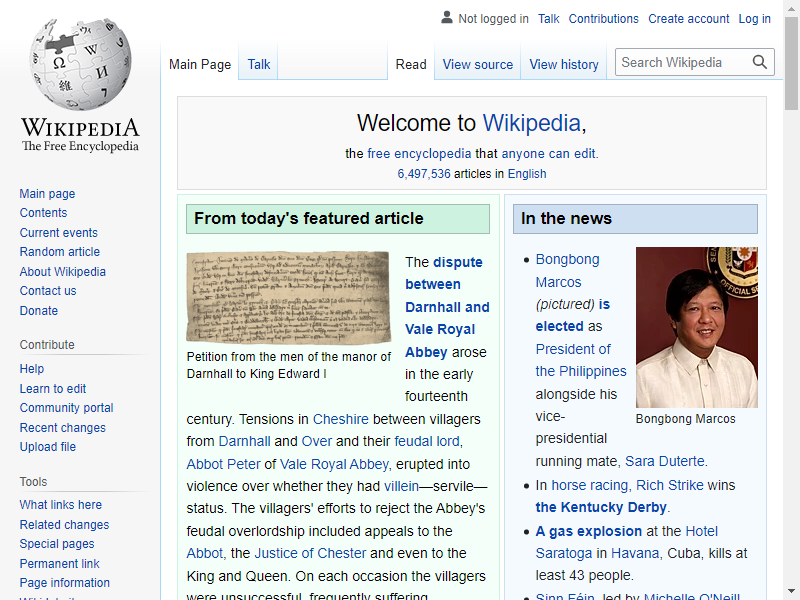 Not logged in Talk Contributions Create account Log in
Main Page Talk Read View source View history Search Wikipedia
WIKIPEDIA
The Free Encyclopedia
Main page
Contents
Current events
Random article
About Wikipedia
Contact us
Donate
Contribute
Help
Learn to edit
Community portal
Recent changes
Upload file
Tools
What links here
Related changes
Special pages
Permanent link
Page information
Welcome to Wikipedia,
the free encyclopedia that anyone can edit.
6,497,536 articles in English
From today's featured article
Petition from the men of the manor of
Darnhall to King Edward I
The dispute
between
Darnhall and
Vale Royal
Abbey arose
in the early
fourteenth
century. Tensions in Cheshire between villagers
from Darnhall and Over and their feudal lord,
Abbot Peter of Vale Royal Abbey, erupted into
violence over whether they had villein—servile—
status. The villagers' efforts to reject the Abbey's
feudal overlordship included appeals to the
Abbot, the Justice of Chester and even to the
King and Queen. On each occasion the villagers
were unsuccessful, frequently suffering
In the news
Bongbong
Marcos
(pictured) is
elected as
President of
the Philippines
alongside his
vice-
presidential
running mate, Sara Duterte.
Bongbong Marcos
In horse racing, Rich Strike wins
the Kentucky Derby.
A gas explosion at the Hotel
Saratoga in Havana, Cuba, kills at
least 43 people.
Sinn Féin, led by Michelle O'Neill